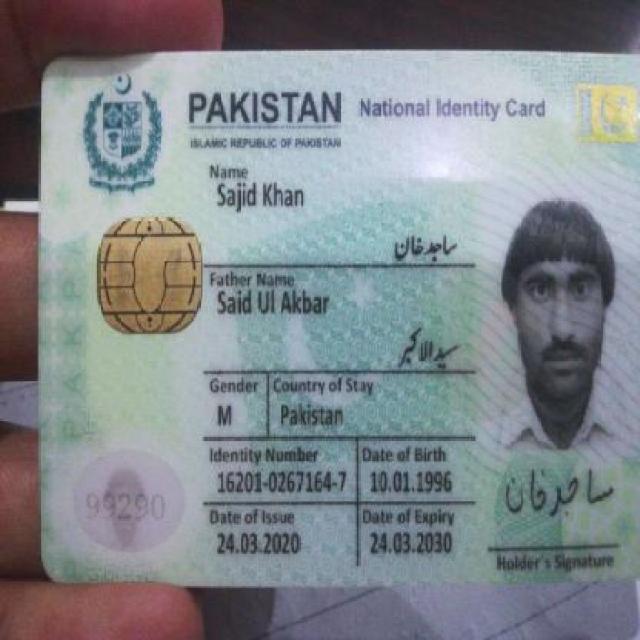 PAKISTAN National Identity Card
ISLAMIC REPUBLIC OF PAKISTAN
Name
Sajid Khan
ساجد خان
Father Name
Said Ul Akbar
سید الاکبر
Gender Country of Stay
M Pakistan
Identity Number Date of Birth
16201-0267164-7 10.01.1996
Date of Issue Date of Expiry
24.03.2020 24.03.2030
99290
ساجد خان
Holder's Signature